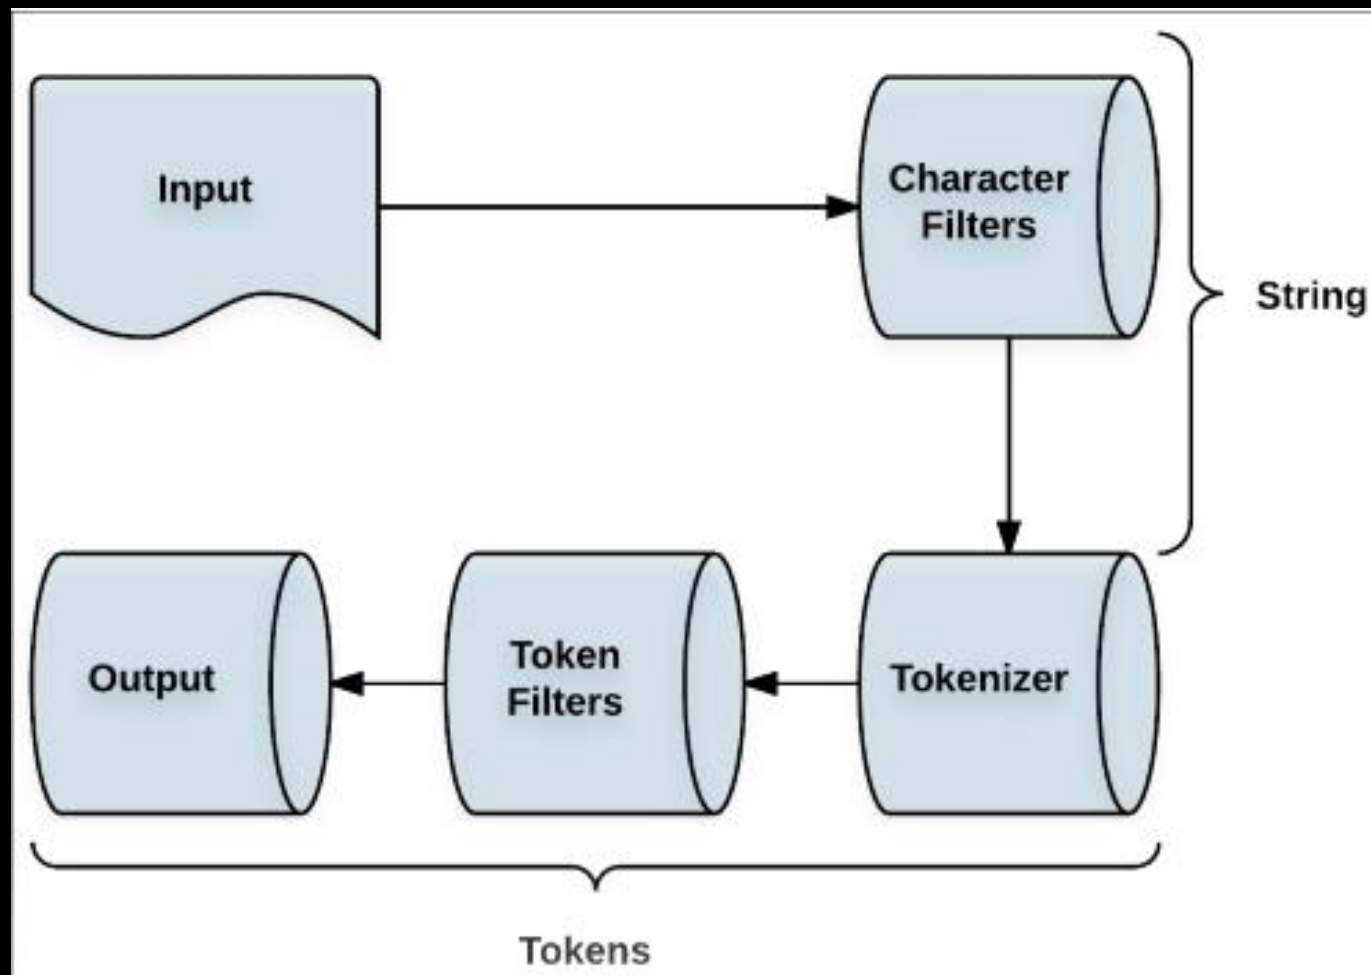 Input
Character
Filters
String
Output
Token
Filters
Tokenizer
Tokens